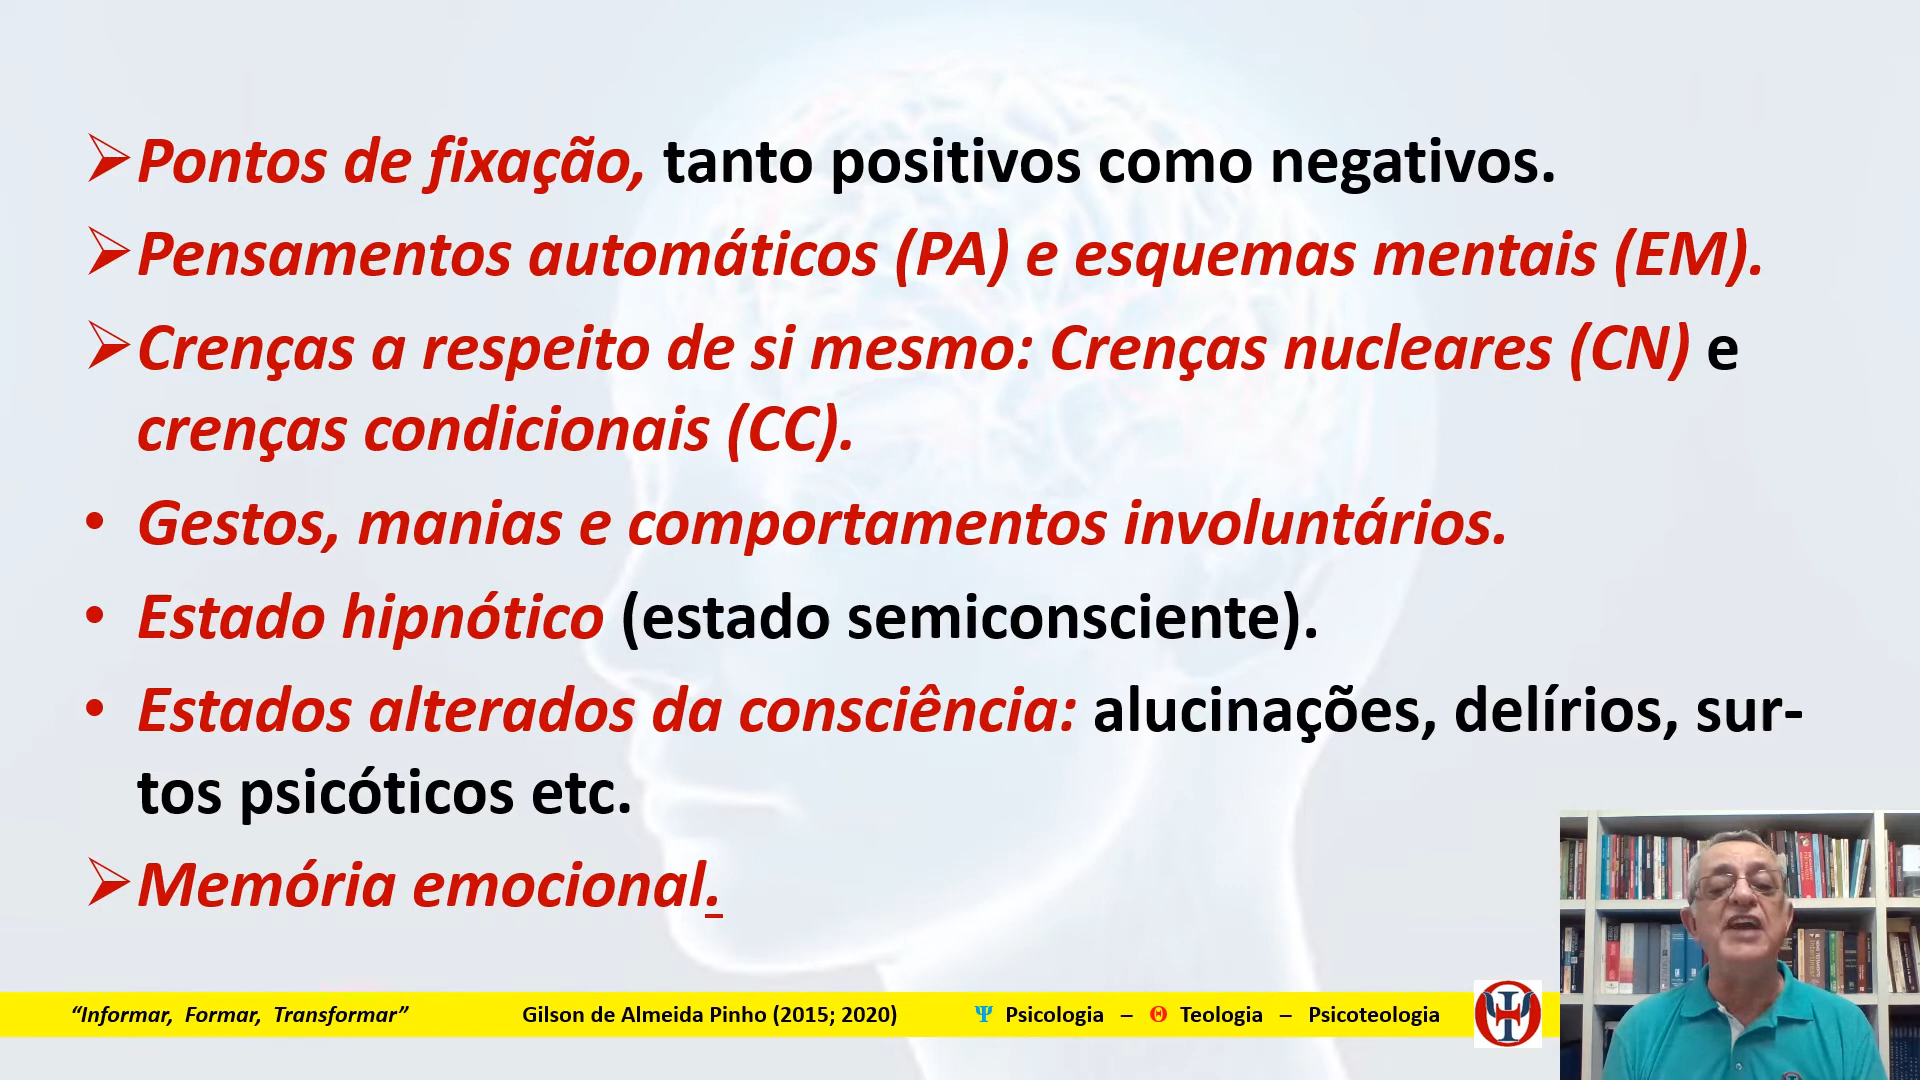 ➢Pontos de fixação, tanto positivos como negativos.
➢Pensamentos automáticos (PA) e esquemas mentais (EM).
➢Crenças a respeito de si mesmo: Crenças nucleares (CN) e
crenças condicionais (CC).
• Gestos, manias e comportamentos involuntários.
• Estado hipnótico (estado semiconsciente).
• Estados alterados da consciência: alucinações, delírios, sur-
tos psicóticos etc.
➢Memória emocional.
“Informar, Formar, Transformar” Gilson de Almeida Pinho (2015; 2020) Ψ Psicologia – Θ Teologia – Psicoteologia